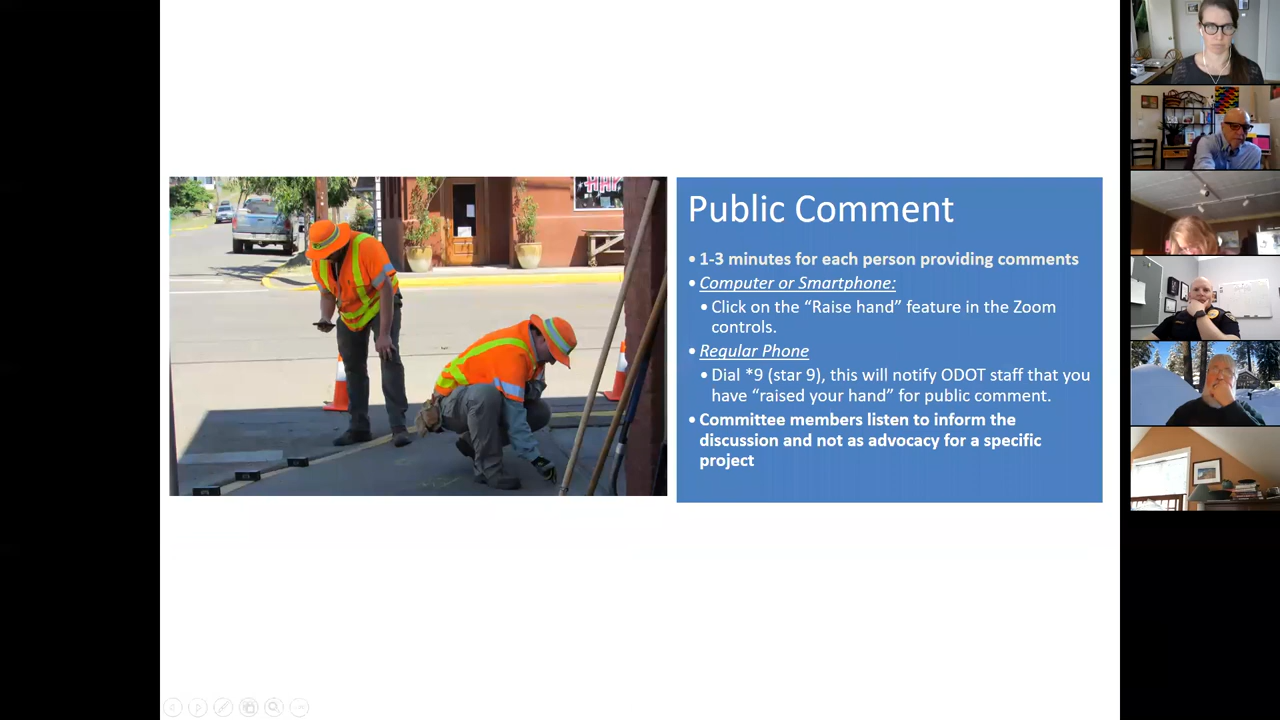 Public Comment
• 1-3 minutes for each person providing comments
• Computer or Smartphone:
• Click on the “Raise hand” feature in the Zoom
controls.
• Regular Phone
• Dial *9 (star 9), this will notify ODOT staff that you
have “raised your hand” for public comment.
• Committee members listen to inform the
discussion and not as advocacy for a specific
project